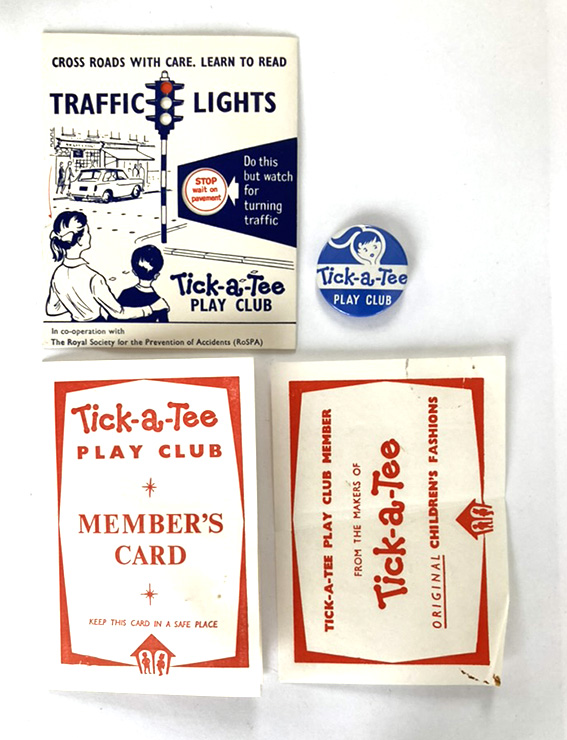 CROSS ROADS WITH CARE. LEARN TO READ
TRAFFIC LIGHTS
STOP
wait on
pavement
Do this
but watch
for
turning
traffic
Tick-a-Tee
PLAY CLUB
In co-operation with
The Royal Society for the Prevention of Accidents (RoSPA)
Tick-a-Tee
PLAY CLUB
Tick-a-Tee
PLAY CLUB
MEMBER'S
CARD
KEEP THIS CARD IN A SAFE PLACE
TICK-A-TEE PLAY CLUB MEMBER
FROM THE MAKERS OF
Tick-a-Tee
ORIGINAL CHILDREN'S FASHIONS